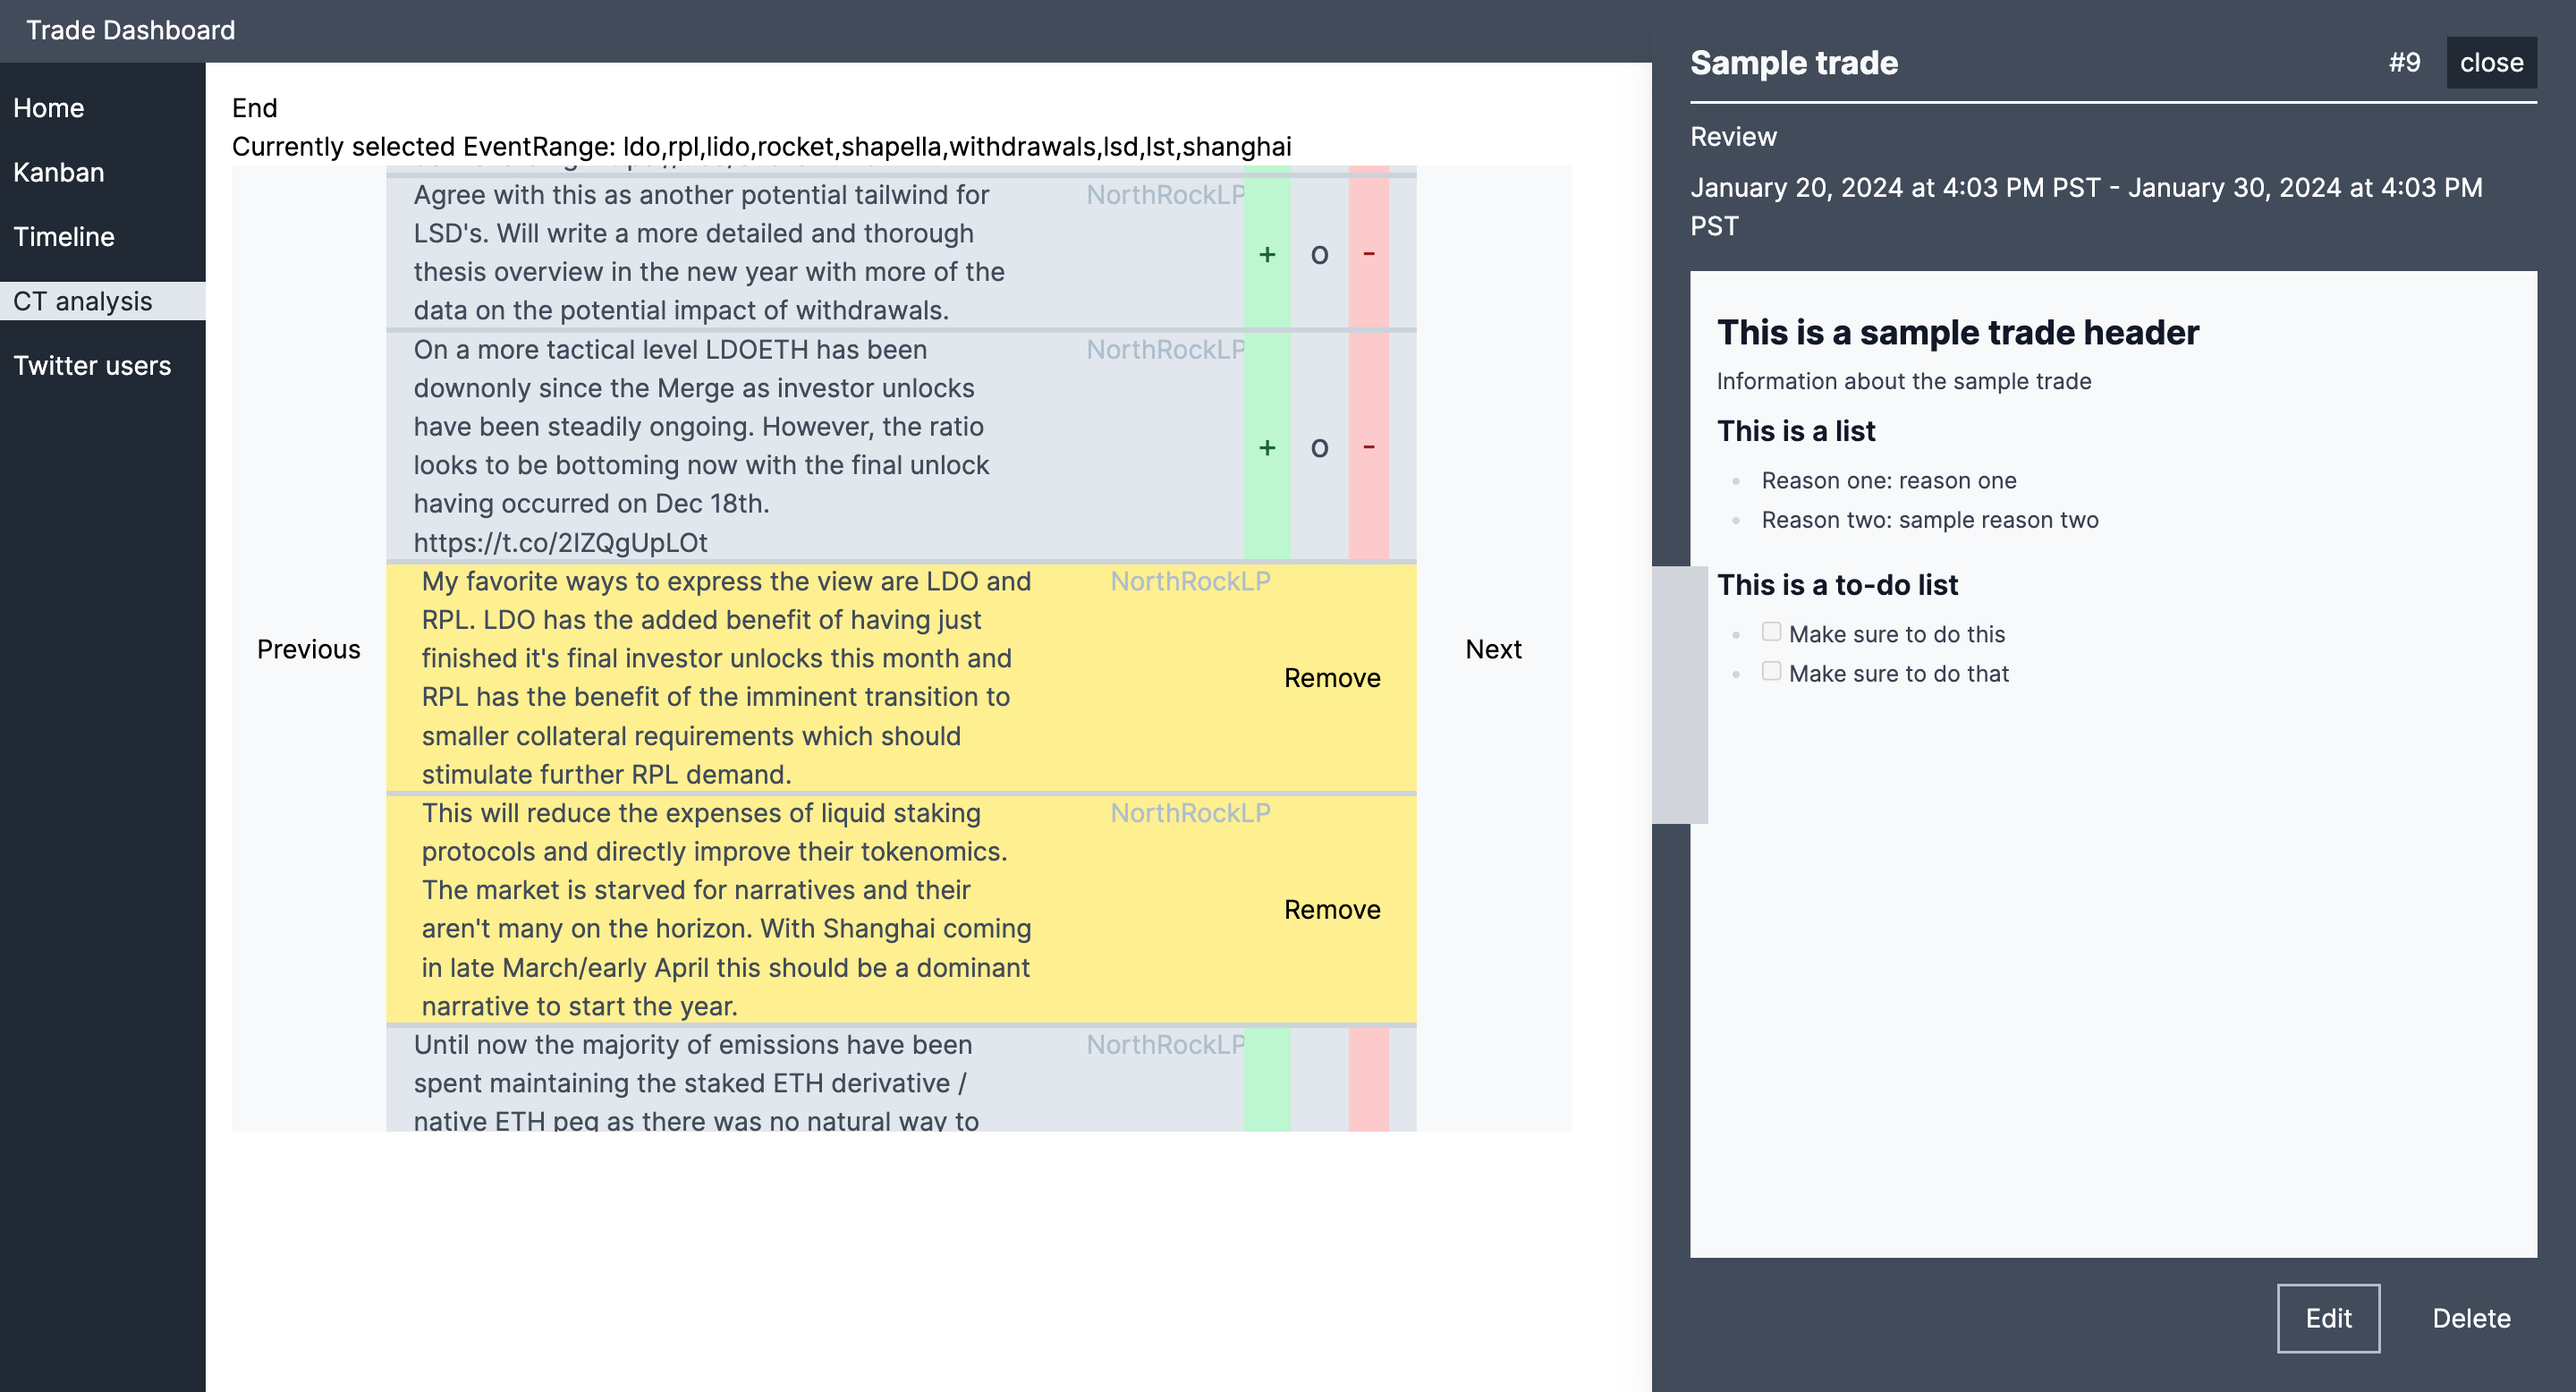 Trade Dashboard
Home
Kanban
Timeline
CT analysis
Twitter users
End
Currently selected EventRange: ldo,rpl,lido,rocket,shapella,withdrawals,lsd,lst,shanghai
Previous
Agree with this as another potential tailwind for
LSD's. Will write a more detailed and thorough
thesis overview in the new year with more of the
data on the potential impact of withdrawals.
NorthRockLP
+ o -
On a more tactical level LDOETH has been
downonly since the Merge as investor unlocks
have been steadily ongoing. However, the ratio
looks to be bottoming now with the final unlock
having occurred on Dec 18th.
https://t.co/2IZQgUpLOt
NorthRockLP
+ o -
My favorite ways to express the view are LDO and
RPL. LDO has the added benefit of having just
finished it's final investor unlocks this month and
RPL has the benefit of the imminent transition to
smaller collateral requirements which should
stimulate further RPL demand.
NorthRockLP
Remove
This will reduce the expenses of liquid staking
protocols and directly improve their tokenomics.
The market is starved for narratives and their
aren't many on the horizon. With Shanghai coming
in late March/early April this should be a dominant
narrative to start the year.
NorthRockLP
Remove
Until now the majority of emissions have been
spent maintaining the staked ETH derivative /
native ETH peg as there was no natural way to
NorthRockLP
Next
Sample trade
#9
close
Review
January 20, 2024 at 4:03 PM PST - January 30, 2024 at 4:03 PM
PST
This is a sample trade header
Information about the sample trade
This is a list
Reason one: reason one
Reason two: sample reason two
This is a to-do list
Make sure to do this
Make sure to do that
Edit
Delete